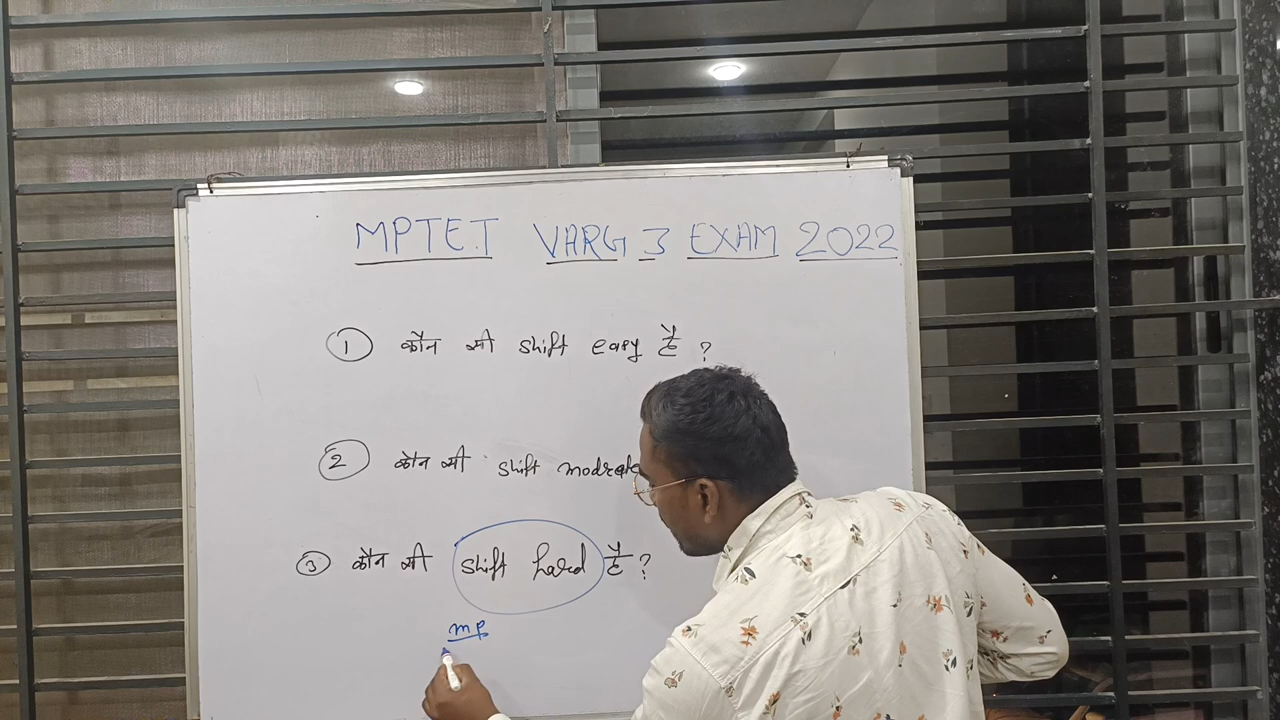 MPTET VARG 3 EXAM 2022
1 कौन सी shift easy है ?
2 कौन सी shift modrate
3 कौन सी shift hard है ?
mp